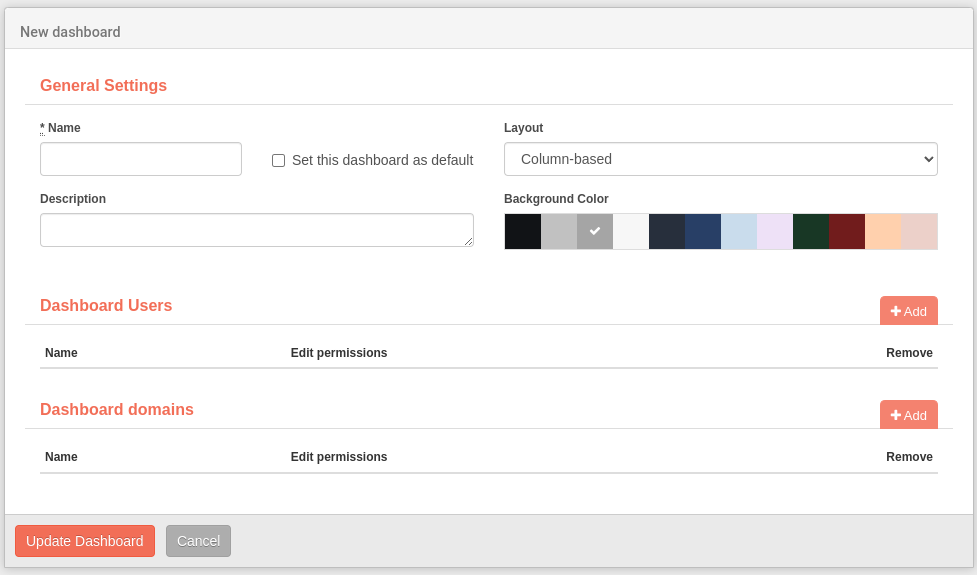 New dashboard
General Settings
* Name
Layout
Set this dashboard as default
Column-based
Description
Background Color
Dashboard Users
Add
Name Edit permissions Remove
Dashboard domains
Add
Name Edit permissions Remove
Update Dashboard Cancel